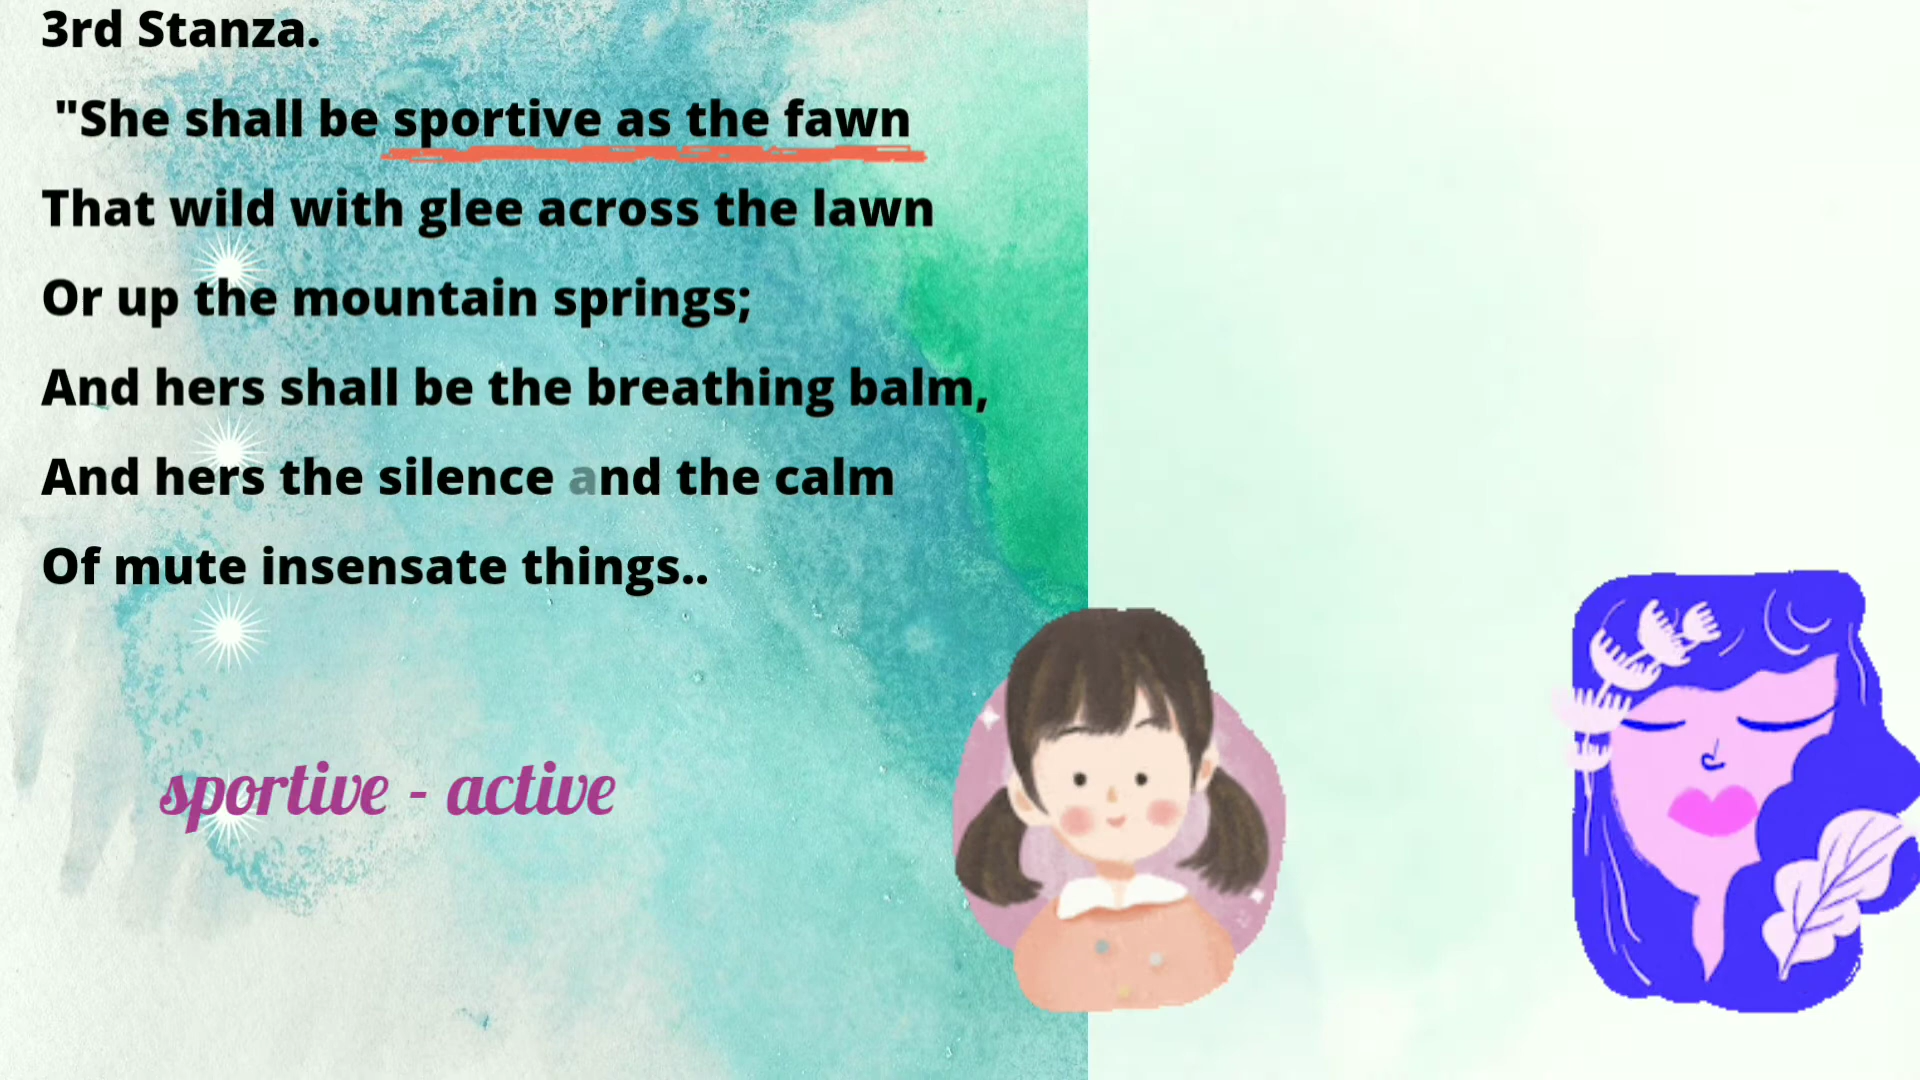 3rd Stanza.
"She shall be sportive as the fawn
That wild with glee across the lawn
Or up the mountain springs;
And hers shall be the breathing balm,
And hers the silence and the calm
Of mute insensate things..
sportive - active